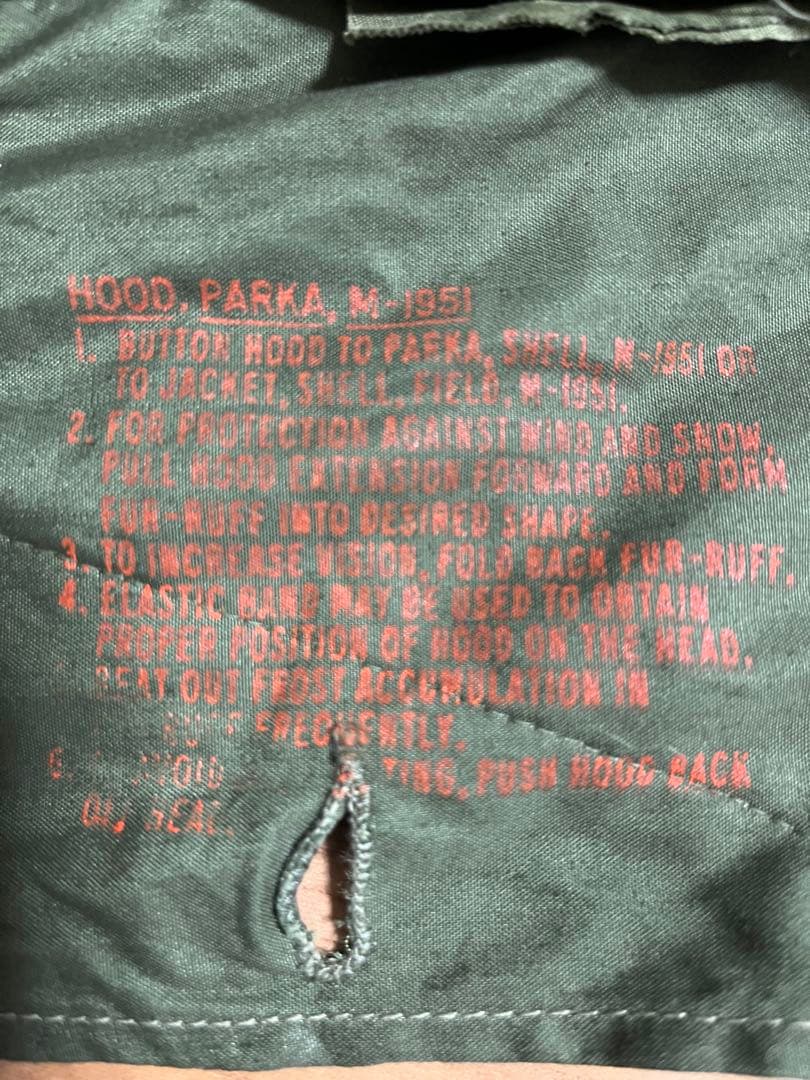 HOOD, PARKA, M-1951
1. BUTTON HOOD TO PARKA, SHELL, M-1951 OR
TO JACKET, SHELL, FIELD, M-1951.
2. FOR PROTECTION AGAINST WIND AND SNOW,
PULL HOOD EXTENSION FORWARD AND FORM
FUR-RUFF INTO DESIRED SHAPE.
3. TO INCREASE VISION, FOLD BACK FUR-RUFF.
4. ELASTIC BAND MAY BE USED TO OBTAIN
PROPER POSITION OF HOOD ON THE HEAD.
BEAT OUT FROST ACCUMULATION IN
FREQUENTLY.
6. PUSH HOOD BACK
HEAD.